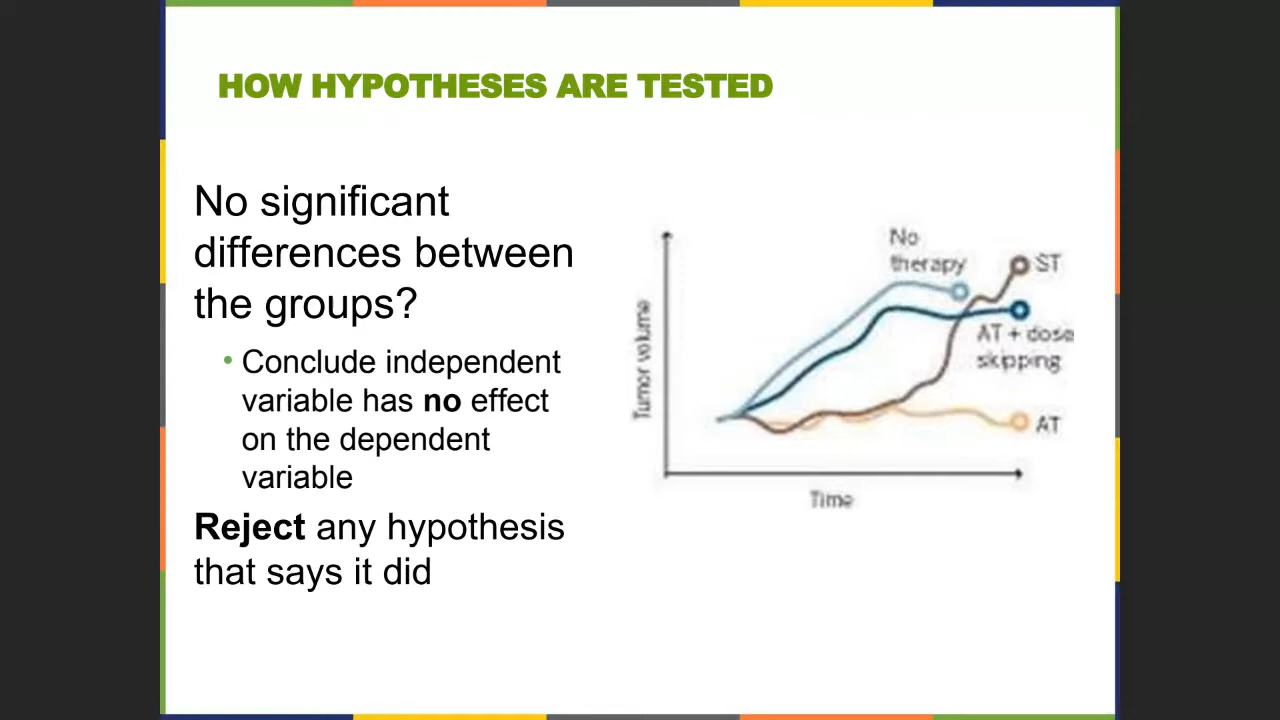 HOW HYPOTHESES ARE TESTED
No significant
differences between
the groups?
• Conclude independent
variable has no effect
on the dependent
variable
Reject any hypothesis
that says it did
No
therapy
ST
AT + dose
skipping
AT
Tumor volume
Time